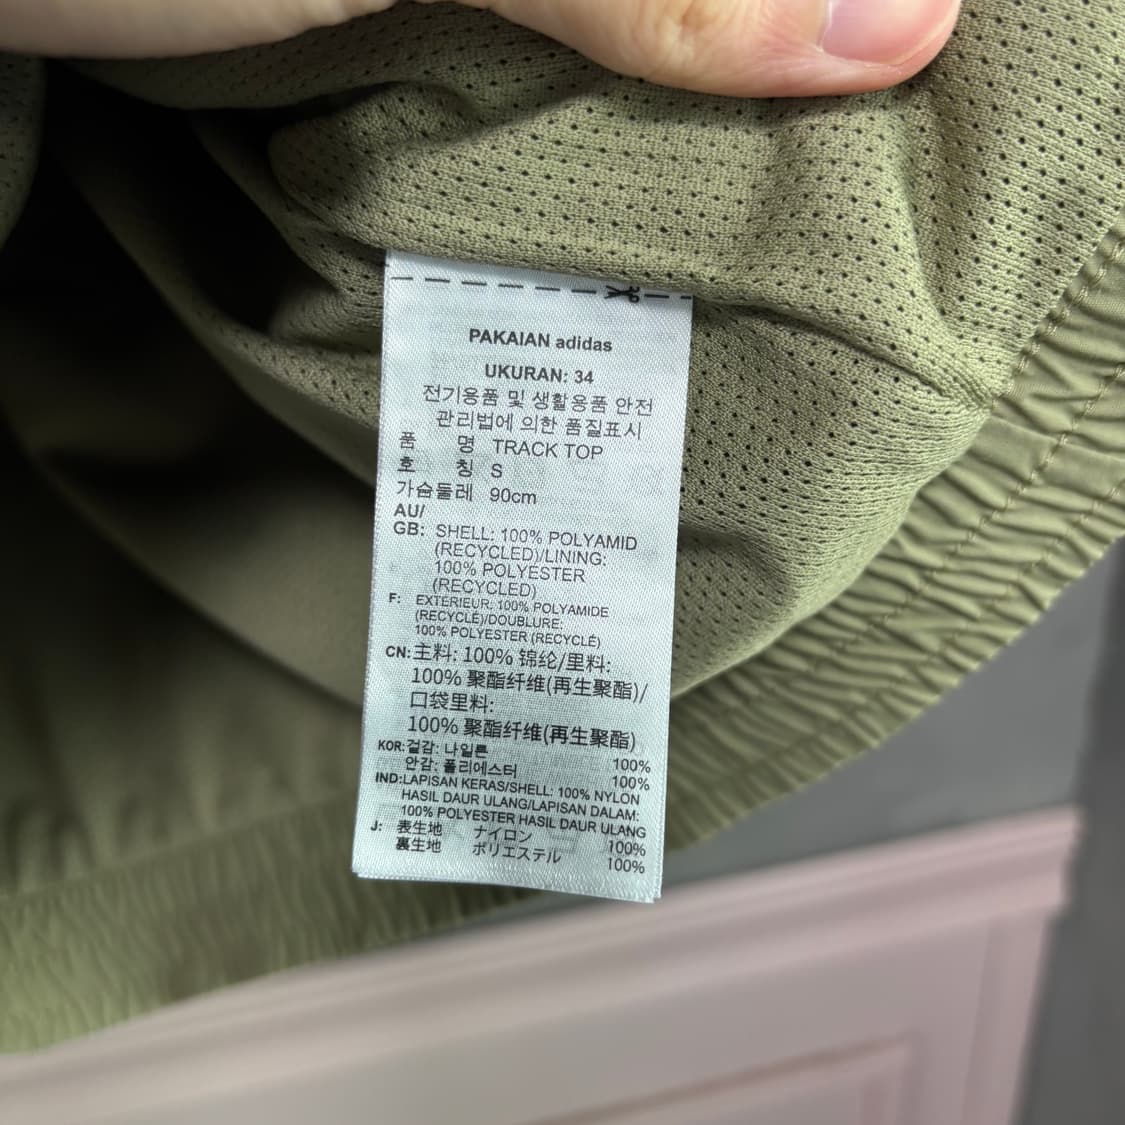 PAKAIAN adidas
UKURAN: 34
전기용품 및 생활용품 안전
관리법에 의한 품질표시
품 명 TRACK TOP
호 칭 S
가슴둘레 90cm
AU/
GB: SHELL: 100% POLYAMID
(RECYCLED)/LINING:
100% POLYESTER
(RECYCLED)
F: EXTERIEUR: 100% POLYAMIDE
(RECYCLÉ)/DOUBLURE:
100% POLYESTER (RECYCLÉ)
CN: 主料: 100% 锦纶/里料:
100% 聚酯纤维(再生聚酯)/
口袋里料:
100% 聚酯纤维(再生聚酯)
KOR: 겉감: 나일론 100%
안감: 폴리에스터 100%
IND: LAPISAN KERAS/SHELL: 100% NYLON
HASIL DAUR ULANG/LAPISAN DALAM:
100% POLYESTER HASIL DAUR ULANG
J: 表生地 ナイロン 100%
裏生地 ポリエステル 100%